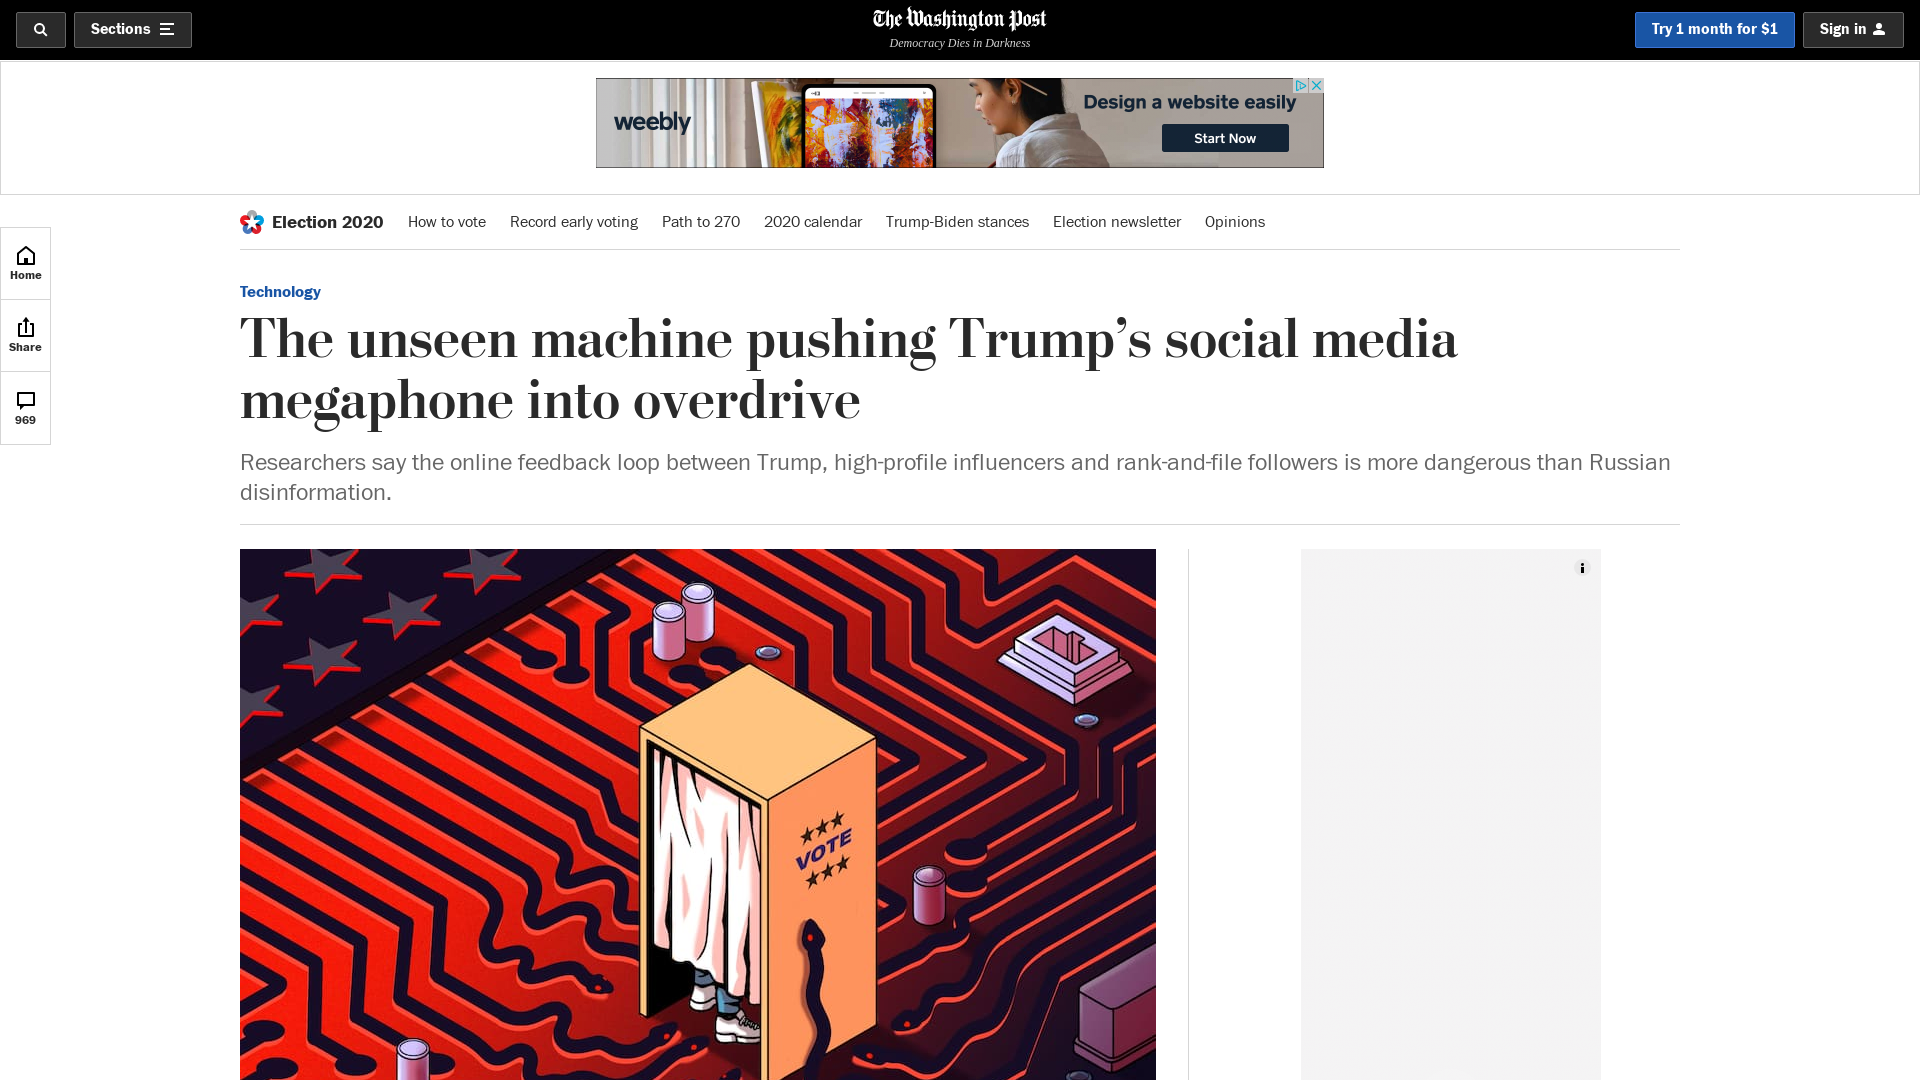 Sections
The Washington Post
Democracy Dies in Darkness
Try 1 month for $1
Sign in
weebly
Design a website easily
Start Now
Election 2020
How to vote
Record early voting
Path to 270
2020 calendar
Trump-Biden stances
Election newsletter
Opinions
Home
Share
969
Technology
The unseen machine pushing Trump’s social media
megaphone into overdrive
Researchers say the online feedback loop between Trump, high-profile influencers and rank-and-file followers is more dangerous than Russian
disinformation.
VOTE